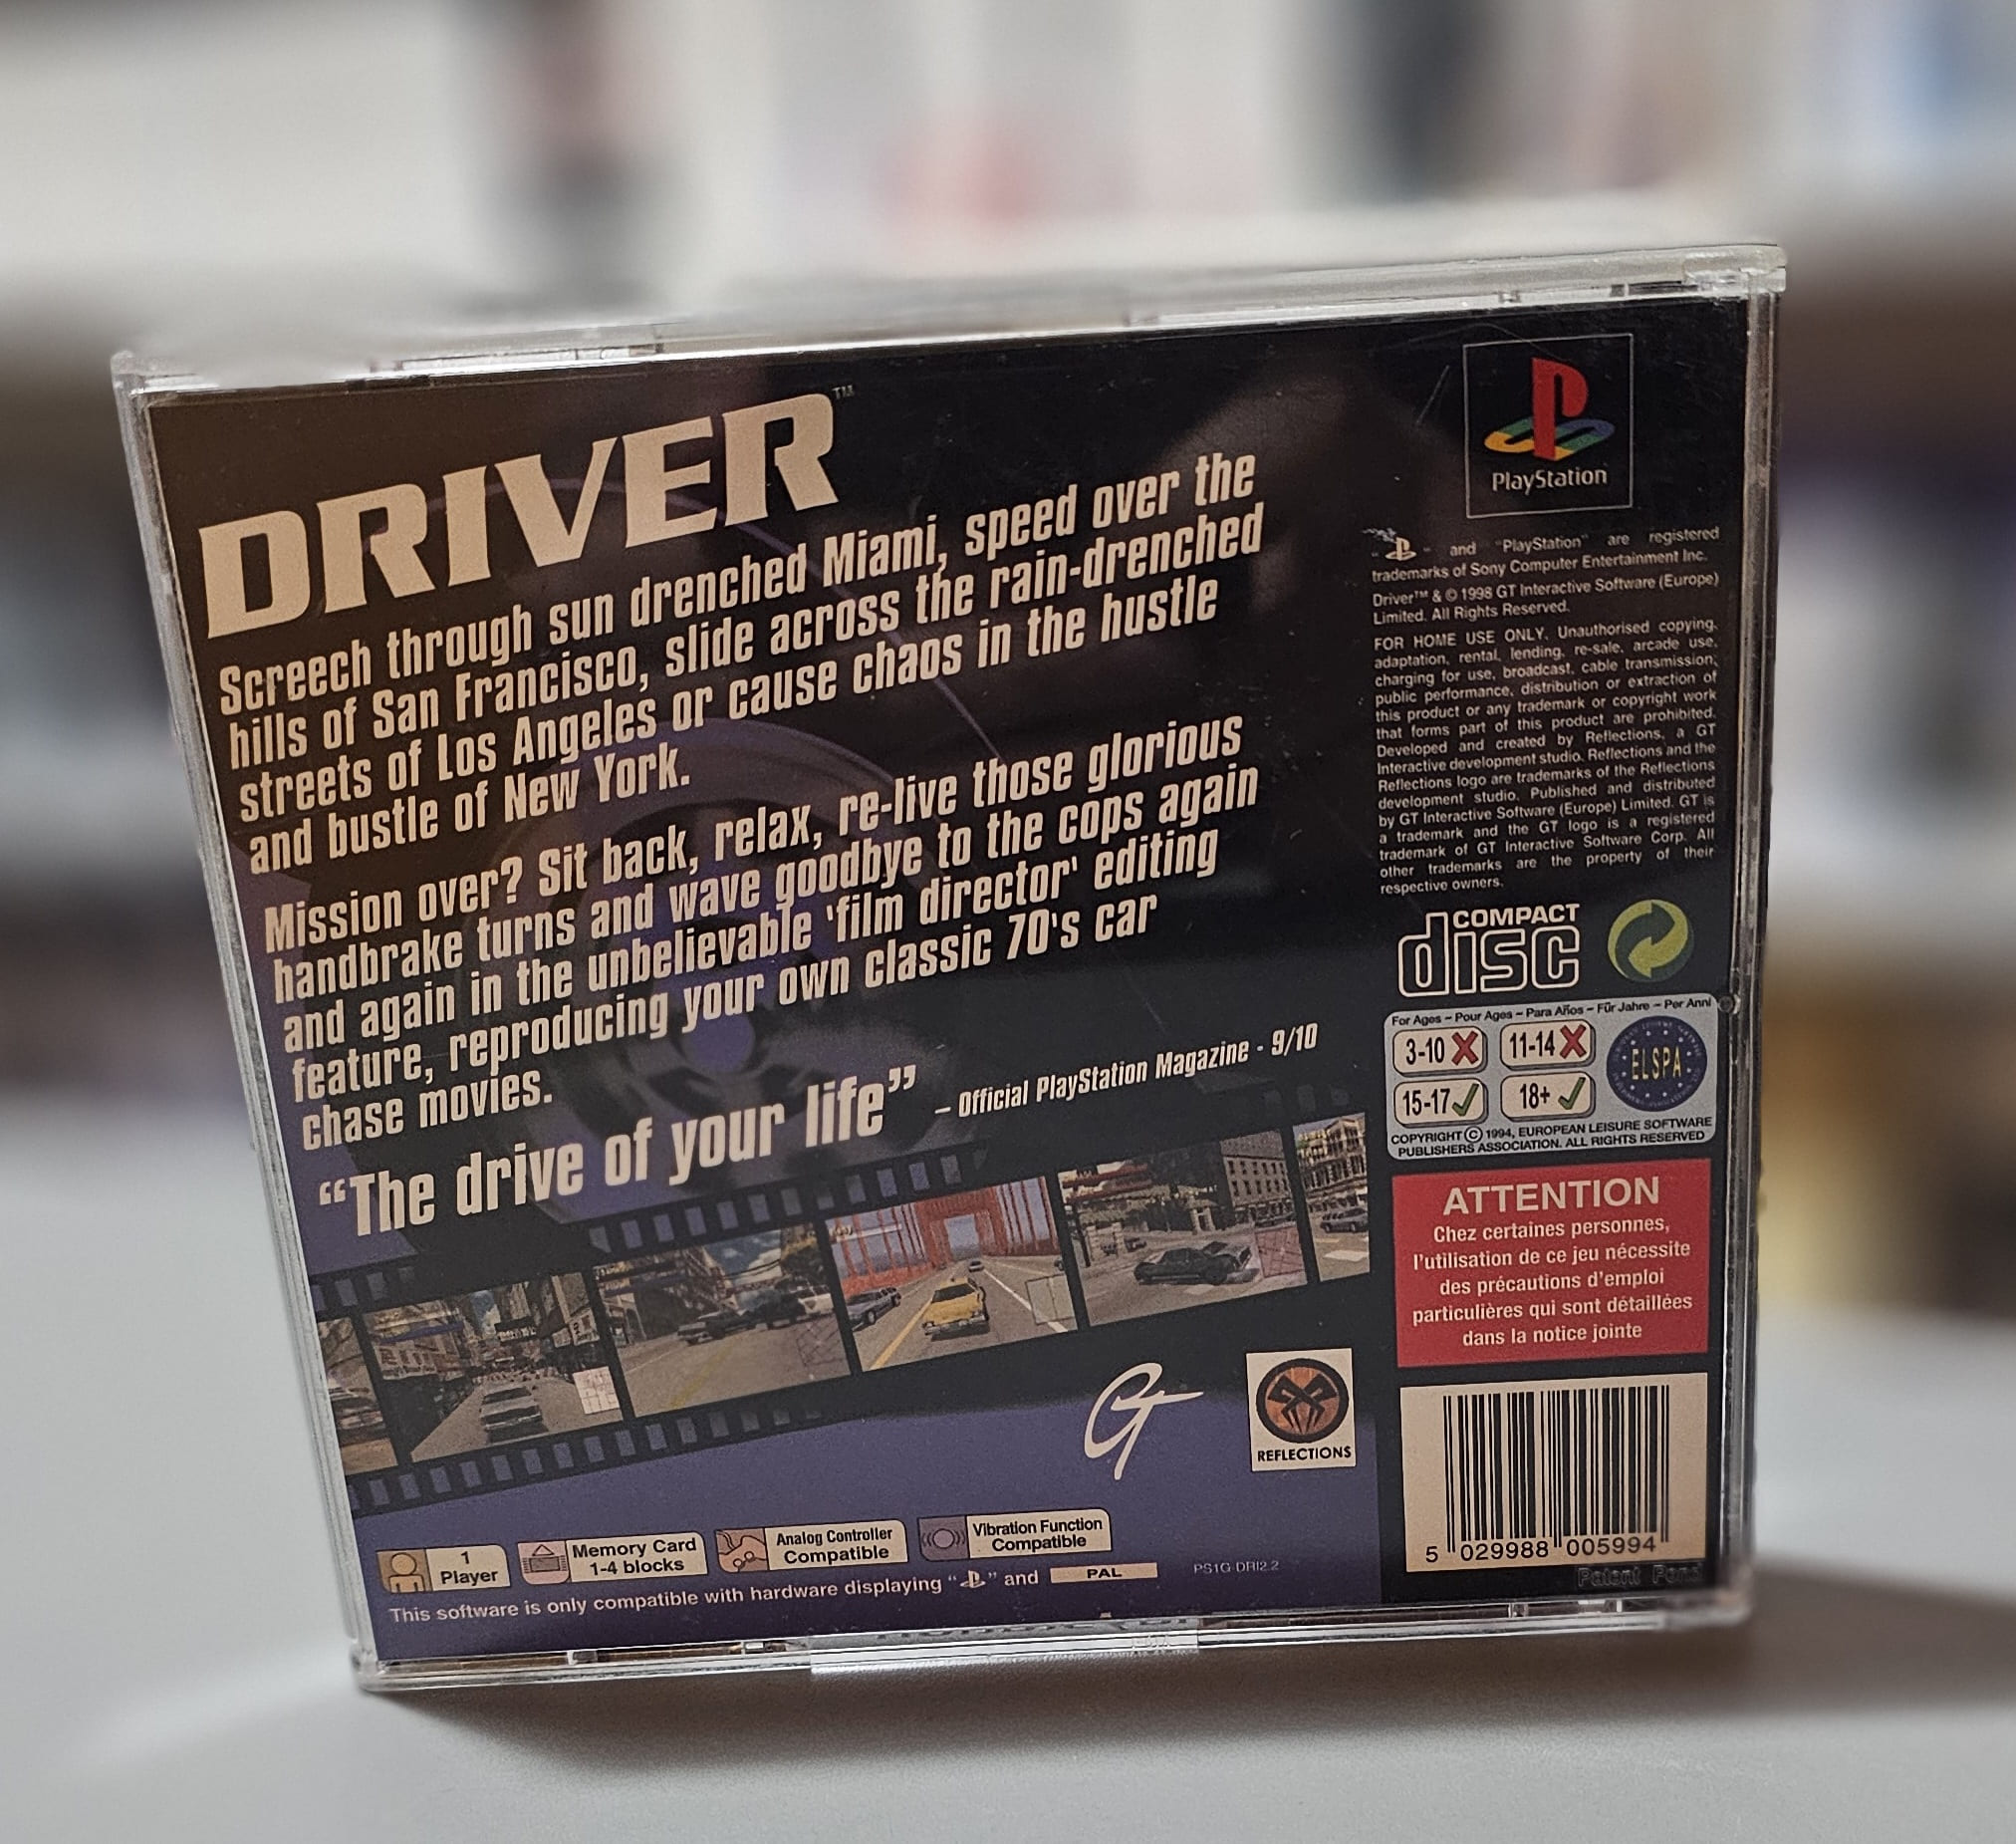 DRIVER™
Screech through sun drenched Miami, speed over the
hills of San Francisco, slide across the rain-drenched
streets of Los Angeles or cause chaos in the hustle
and bustle of New York.
Mission over? Sit back, relax, re-live those glorious
handbrake turns and wave goodbye to the cops again
and again in the unbelievable 'film director' editing
feature, reproducing your own classic 70's car
chase movies.
“The drive of your life” – Official PlayStation Magazine - 9/10
GT
REFLECTIONS
1
Player
Memory Card
1-4 blocks
Analog Controller
Compatible
Vibration Function
Compatible
This software is only compatible with hardware displaying “ ” and PAL
PS1G-DRI2.2
PlayStation
“ ” and “PlayStation” are registered
trademarks of Sony Computer Entertainment Inc.
Driver™ & © 1998 GT Interactive Software (Europe)
Limited. All Rights Reserved.
FOR HOME USE ONLY. Unauthorised copying,
adaptation, rental, lending, re-sale, arcade use,
charging for use, broadcast, cable transmission,
public performance, distribution or extraction of
this product or any trademark or copyright work
that forms part of this product are prohibited.
Developed and created by Reflections, a GT
Interactive development studio. Reflections and the
Reflections logo are trademarks of the Reflections
development studio. Published and distributed
by GT Interactive Software (Europe) Limited. GT is
a trademark and the GT logo is a registered
trademark of GT Interactive Software Corp. All
other trademarks are the property of their
respective owners.
COMPACT
disc
For Ages – Pour Ages – Para Años – Für Jahre – Per Anni
3-10 11-14
15-17 18+
ELSPA
COPYRIGHT © 1994, EUROPEAN LEISURE SOFTWARE
PUBLISHERS ASSOCIATION. ALL RIGHTS RESERVED
ATTENTION
Chez certaines personnes,
l'utilisation de ce jeu nécessite
des précautions d'emploi
particulières qui sont détaillées
dans la notice jointe
5 029988 005994
Patent Pend